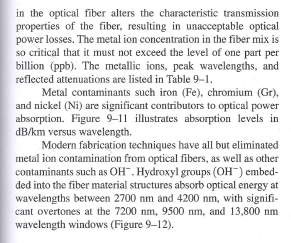 in the optical fiber alters the characteristic transmission
properties of the fiber, resulting in unacceptable optical
power losses. The metal ion concentration in the fiber mix is
so critical that it must not exceed the level of one part per
billion (ppb). The metallic ions, peak wavelengths, and
reflected attenuations are listed in Table 9–1.
Metal contaminants such iron (Fe), chromium (Gr),
and nickel (Ni) are significant contributors to optical power
absorption. Figure 9-11 illustrates absorption levels in
dB/km versus wavelength.
Modern fabrication techniques have all but eliminated
metal ion contamination from optical fibers, as well as other
contaminants such as OH⁻. Hydroxyl groups (OH⁻) embed-
ded into the fiber material structures absorb optical energy at
wavelengths between 2700 nm and 4200 nm, with signifi-
cant overtones at the 7200 nm, 9500 nm, and 13,800 nm
wavelength windows (Figure 9–12).